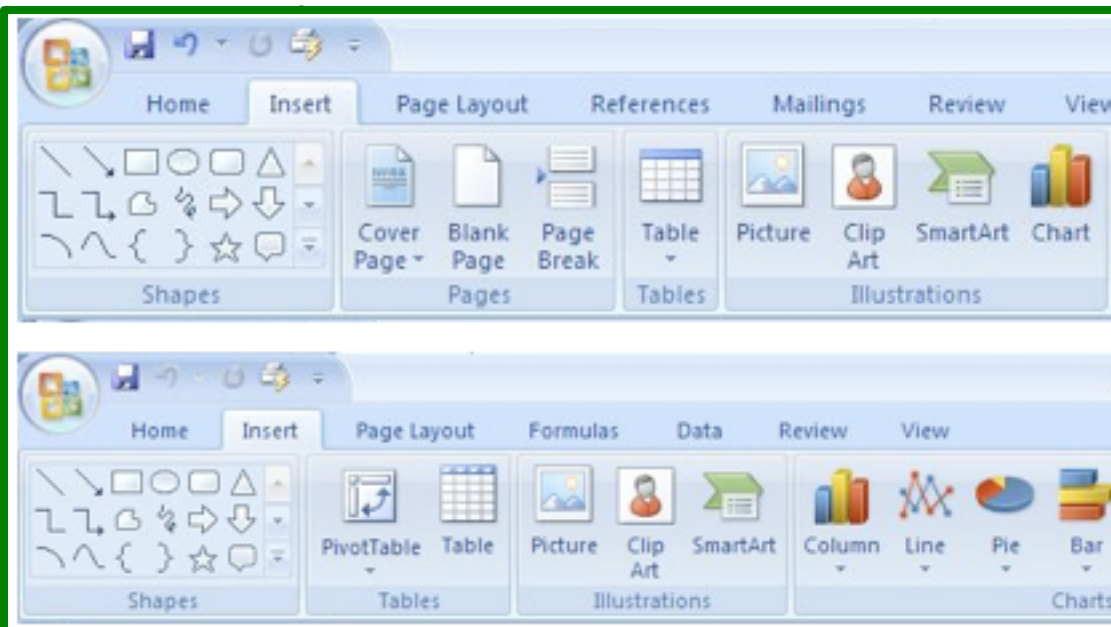 Home Insert Page Layout References Mailings Review View
Cover Page Blank Page Page Break Table Picture Clip Art SmartArt Chart
Shapes Pages Tables Illustrations
Home Insert Page Layout Formulas Data Review View
PivotTable Table Picture Clip Art SmartArt Column Line Pie Bar
Shapes Tables Illustrations Charts